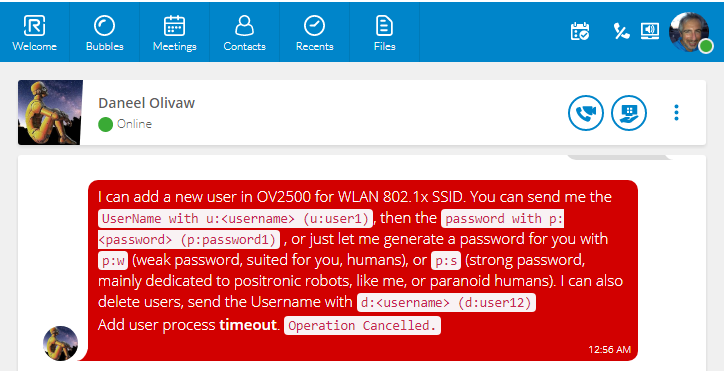 Welcome
Bubbles
Meetings
Contacts
Recents
Files
Daneel Olivaw
Online
I can add a new user in OV2500 for WLAN 802.1x SSID. You can send me the
UserName with u:<username> (u:user1), then the password with p:
<password> (p:password1) , or just let me generate a password for you with
p:w (weak password, suited for you, humans), or p:s (strong password,
mainly dedicated to positronic robots, like me, or paranoid humans). I can also
delete users, send the Username with d:<username> (d:user12)
Add user process timeout. Operation Cancelled.
12:56 AM